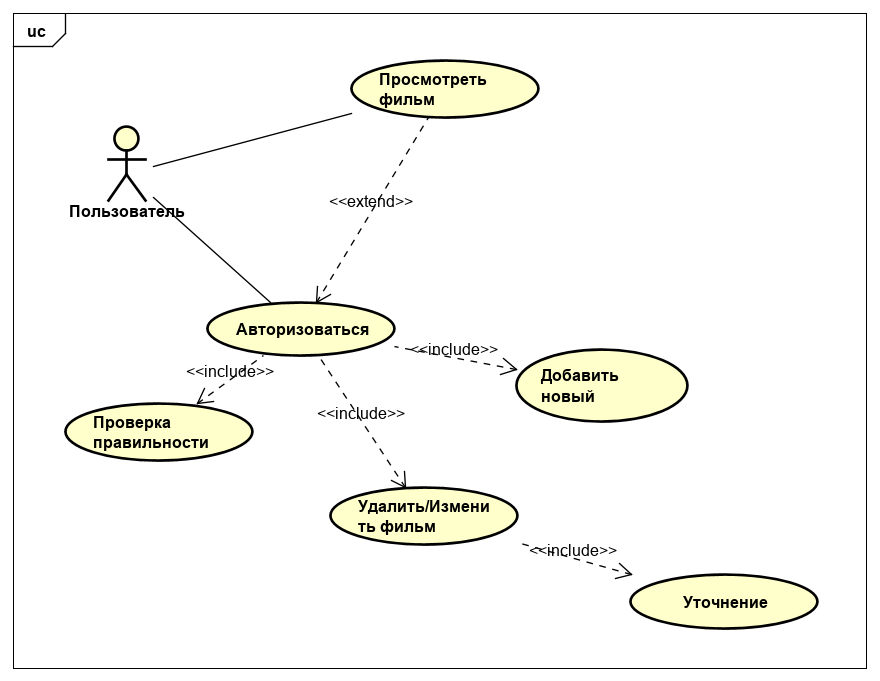 uc
Просмотреть
фильм
Пользователь
<<extend>>
Авторизоваться
<<include>>
<<include>>
Добавить
новый
<<include>>
Проверка
правильности
Удалить/Измени
ть фильм
<<include>>
Уточнение